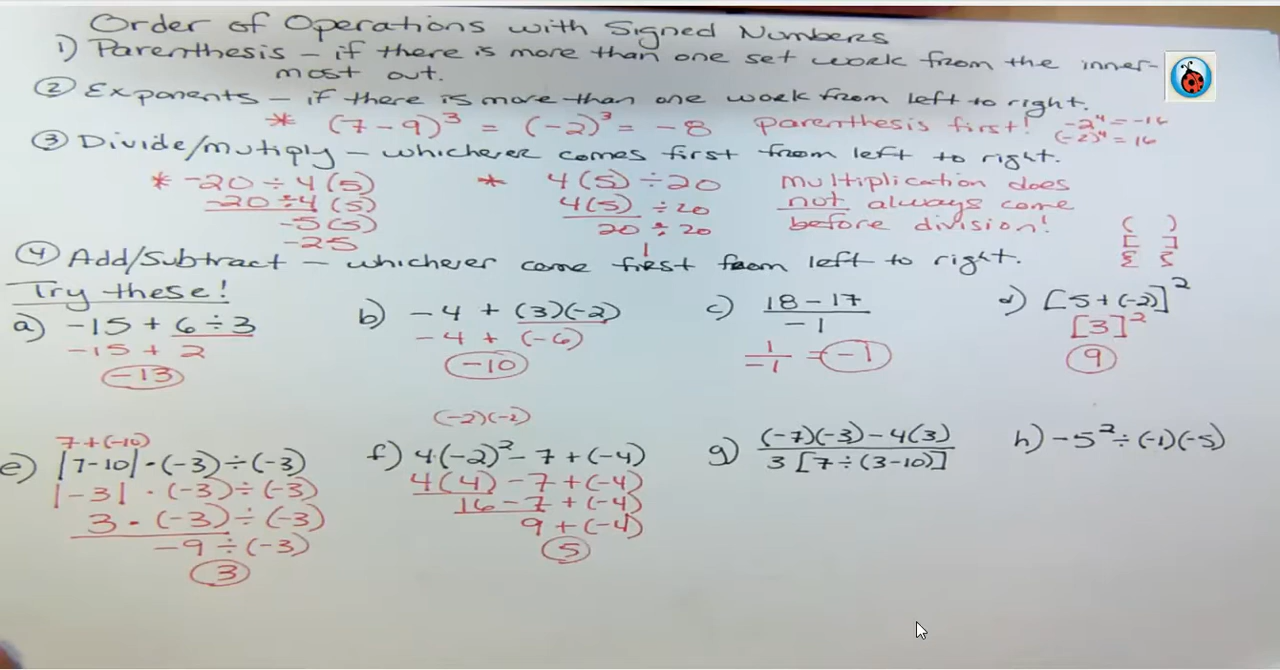 Order of Operations with Signed Numbers
1) Parenthesis – if there is more than one set work from the inner-
most out.
② Exponents – if there is more than one work from left to right.
* (7-9)³ = (-2)³ = -8 parenthesis first! -2⁴ = -16
(-2)⁴ = 16
③ Divide/mutiply – whichever comes first from left to right.
* -20 ÷ 4(5) * 4(5) ÷ 20 multiplication does
-20 ÷ 4 (5) 4(5) ÷ 20 not always come
-5(5) 20 ÷ 20 before division! ( )
-25 1 [ ]
{ }
④ Add/Subtract – whichever come first from left to right.
Try these!
a) -15 + 6 ÷ 3 b) -4 + (3)(-2) c) 18-17 / -1 d) [5+(-2)]²
-15 + 2 -4 + (-6) 1/-1 = -1 [3]²
-13 -10 9
7+(-10) (-2)(-2)
e) |7-10| · (-3) ÷ (-3) f) 4(-2)² - 7 + (-4) g) (-7)(-3) - 4(3) / 3[7 ÷ (3-10)] h) -5² ÷ (-1)(-5)
|-3| · (-3) ÷ (-3) 4(4) - 7 + (-4)
3 · (-3) ÷ (-3) 16 - 7 + (-4)
-9 ÷ (-3) 9 + (-4)
3 5